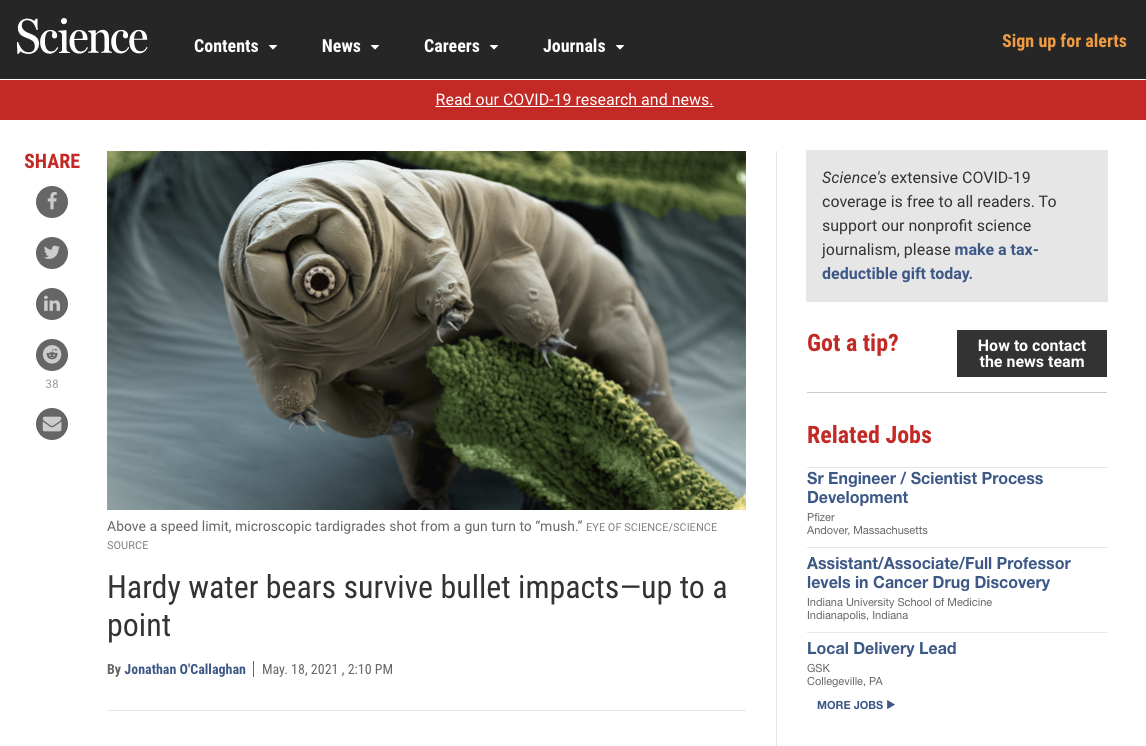 Science
Contents
News
Careers
Journals
Sign up for alerts
Read our COVID-19 research and news.
SHARE
38
Above a speed limit, microscopic tardigrades shot from a gun turn to “mush.” EYE OF SCIENCE/SCIENCE
SOURCE
Hardy water bears survive bullet impacts—up to a
point
By Jonathan O'Callaghan | May. 18, 2021 , 2:10 PM
Science's extensive COVID-19
coverage is free to all readers. To
support our nonprofit science
journalism, please make a tax-
deductible gift today.
Got a tip?
How to contact
the news team
Related Jobs
Sr Engineer / Scientist Process
Development
Pfizer
Andover, Massachusetts
Assistant/Associate/Full Professor
levels in Cancer Drug Discovery
Indiana University School of Medicine
Indianapolis, Indiana
Local Delivery Lead
GSK
Collegeville, PA
MORE JOBS